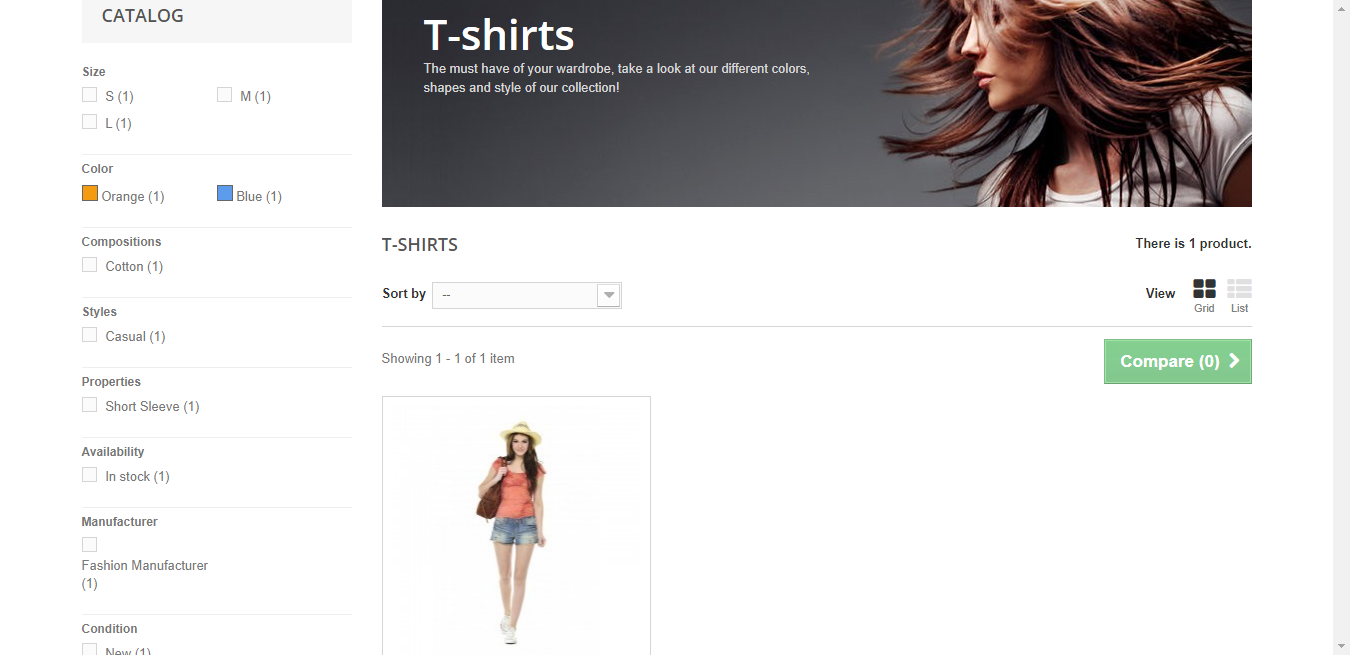 CATALOG
Size
S (1)
M (1)
L (1)
Color
Orange (1)
Blue (1)
Compositions
Cotton (1)
Styles
Casual (1)
Properties
Short Sleeve (1)
Availability
In stock (1)
Manufacturer
Fashion Manufacturer
(1)
Condition
New (1)
T-shirts
The must have of your wardrobe, take a look at our different colors,
shapes and style of our collection!
T-SHIRTS
There is 1 product.
Sort by
--
View
Grid
List
Showing 1 - 1 of 1 item
Compare (0)